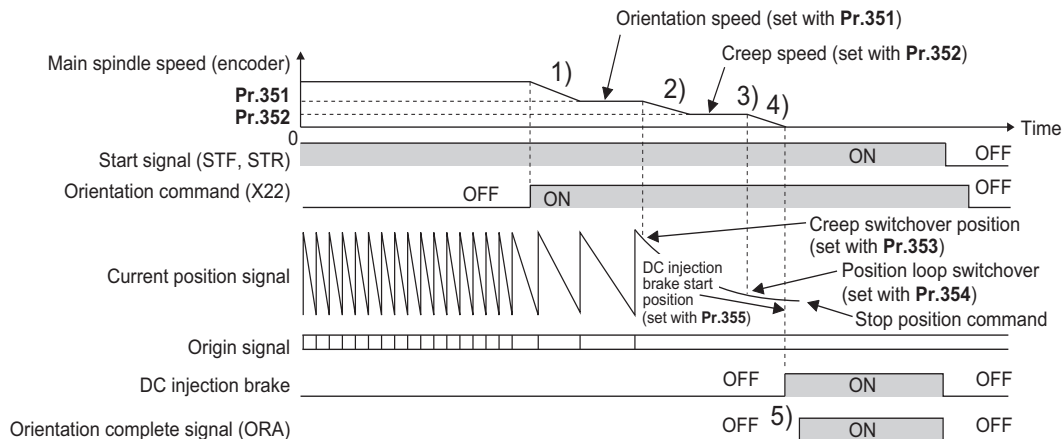 Orientation speed (set with Pr.351)
Creep speed (set with Pr.352)
Main spindle speed (encoder)
1)
2)
3)
4)
Pr.351
Pr.352
0
Time
Start signal (STF, STR)
ON
OFF
Orientation command (X22)
OFF
ON
OFF
Creep switchover position
(set with Pr.353)
Current position signal
DC injection
brake start
position
(set with Pr.355)
Position loop switchover
(set with Pr.354)
Stop position command
Origin signal
DC injection brake
OFF
ON
OFF
Orientation complete signal (ORA)
OFF
5)
ON
OFF